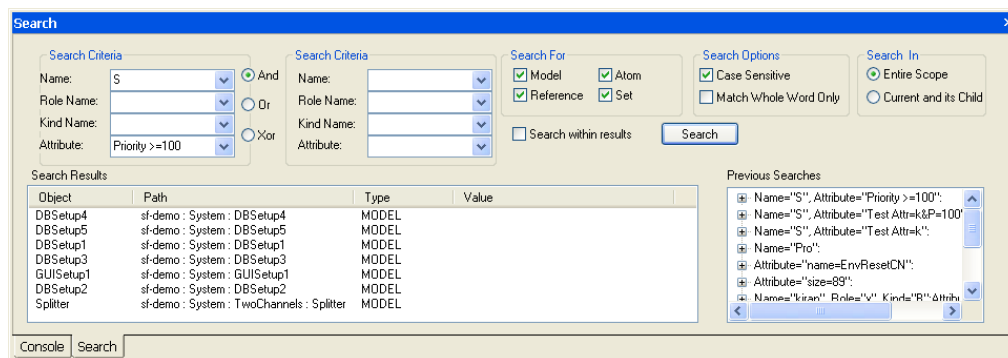 Search
Search Criteria Search Criteria Search For Search Options Search In
Name: S And Name: Model Atom Case Sensitive Entire Scope
Role Name: Or Role Name: Reference Set Match Whole Word Only Current and its Child
Kind Name: Xor Kind Name:
Attribute: Priority >=100 Attribute: Search within results Search
Search Results Previous Searches
Object Path Type Value
DBSetup4 sf-demo : System : DBSetup4 MODEL
DBSetup5 sf-demo : System : DBSetup5 MODEL
DBSetup1 sf-demo : System : DBSetup1 MODEL
DBSetup3 sf-demo : System : DBSetup3 MODEL
GUISetup1 sf-demo : System : GUISetup1 MODEL
DBSetup2 sf-demo : System : DBSetup2 MODEL
Splitter sf-demo : System : TwoChannels : Splitter MODEL
Name="S", Attribute="Priority >=100":
Name="S", Attribute="Test Attr=k&P=100"
Name="S", Attribute="Test Attr=k":
Name="Pro":
Attribute="name=EnvResetCN":
Attribute="size=89":
Name="kiran", Role="v", Kind="B":Attribu
Console Search